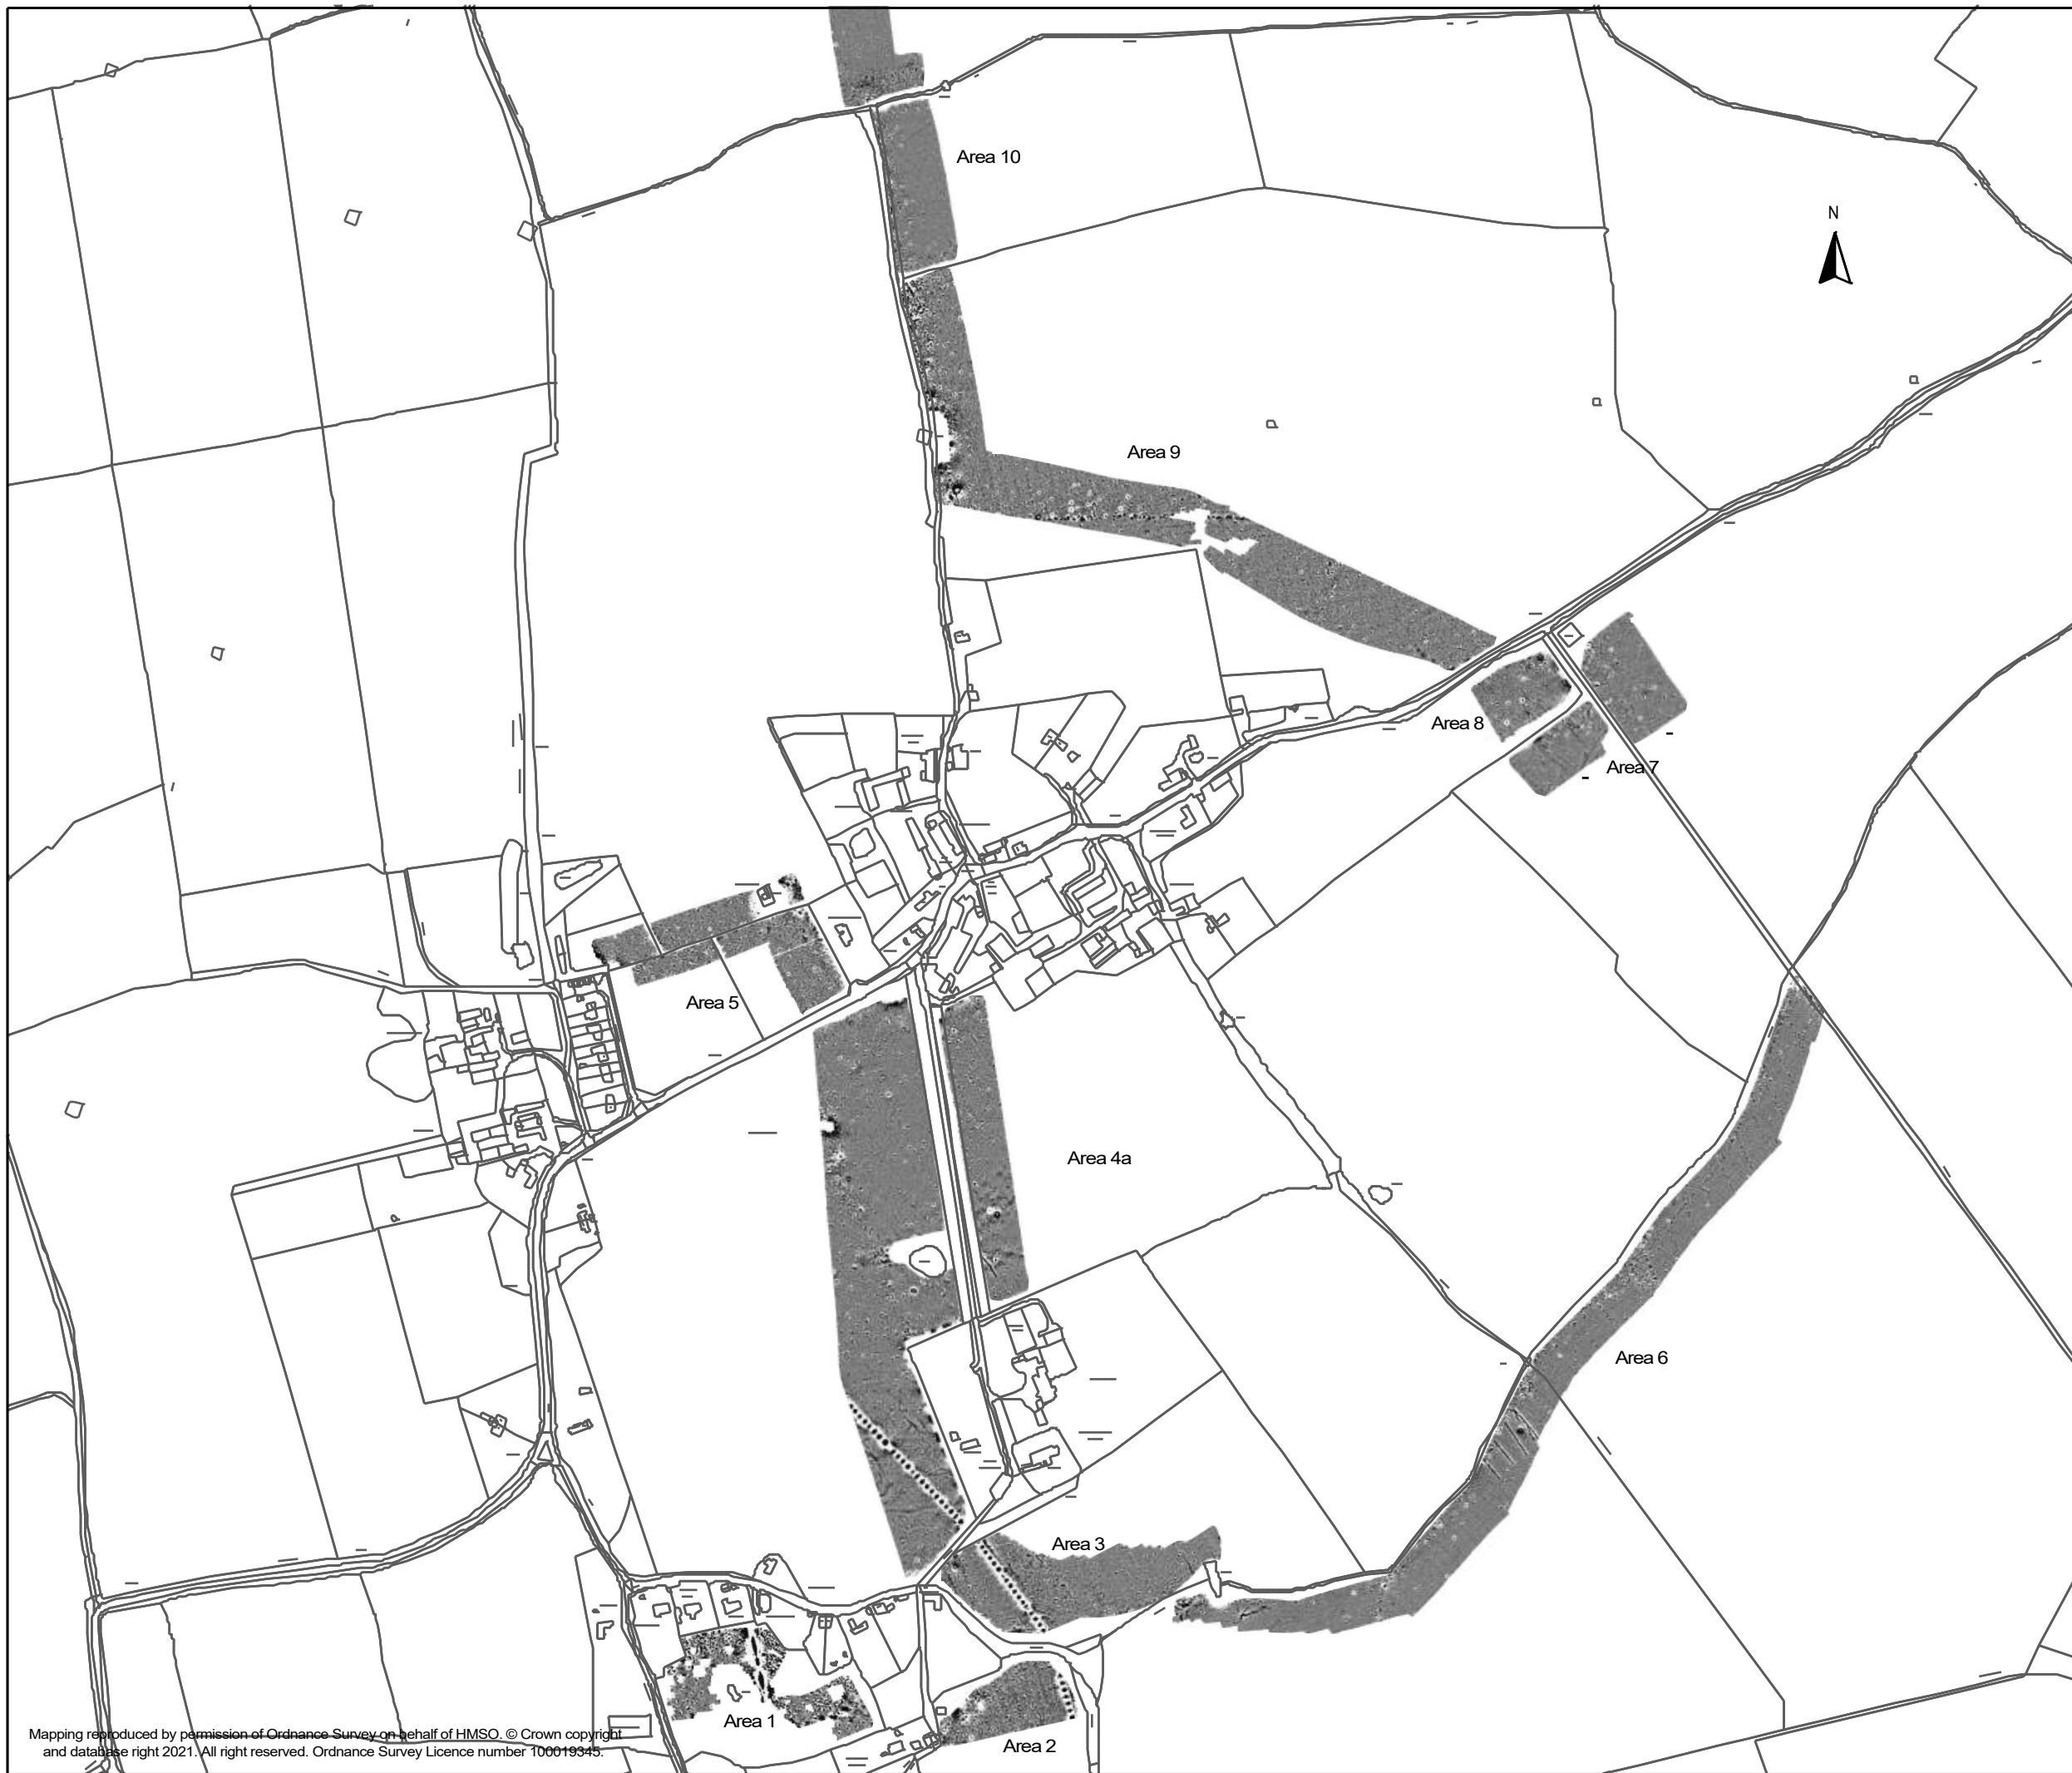 Area 10
N
Area 9
Area 8
Area 7
Area 5
Area 4a
Area 6
Area 3
Area 1
Mapping reproduced by permission of Ordnance Survey on behalf of HMSO. © Crown copyright
and database right 2021. All right reserved. Ordnance Survey Licence number 100019345.
Area 2